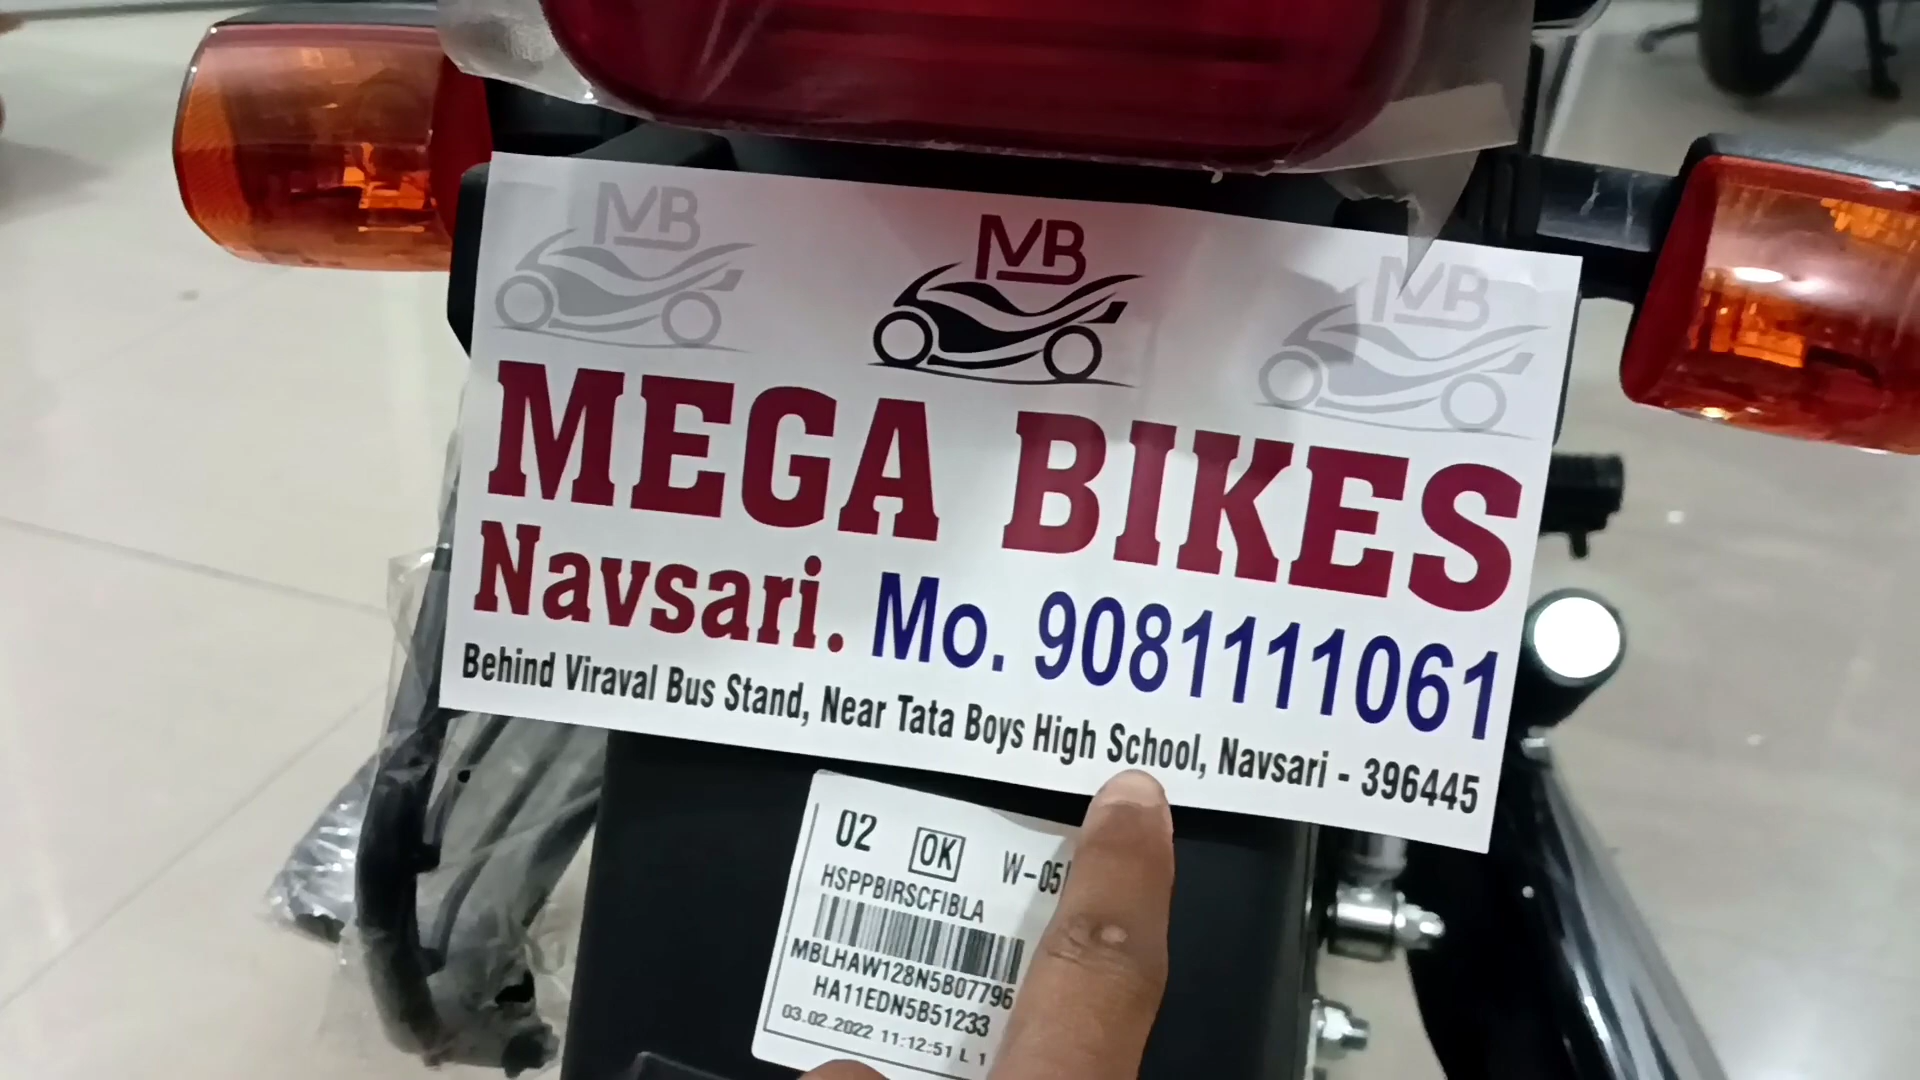 MB
MB
MB
MEGA BIKES
Navsari. Mo. 9081111061
Behind Viraval Bus Stand, Near Tata Boys High School, Navsari - 396445
02 OK W-05
HSPPBIRSCFIBLA
MBLHAW128N5B07796
HA11EDN5B51233
03.02.2022 11:12:51 L 1